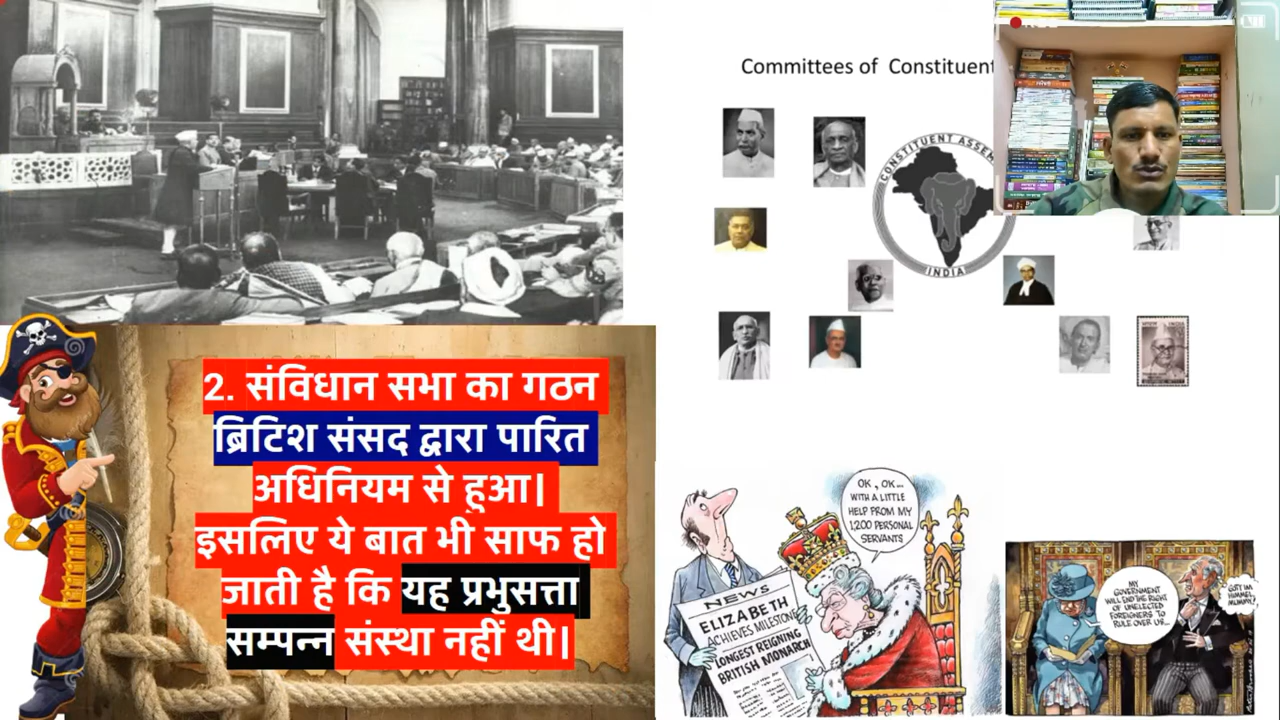 Committees of Constituent
CONSTITUENT ASSEM
INDIA
2. संविधान सभा का गठन
ब्रिटिश संसद द्वारा पारित
अधिनियम से हुआ।
इसलिए ये बात भी साफ हो
जाती है कि यह प्रभुसत्ता
सम्पन्न संस्था नहीं थी।
OK, OK...
WITH A LITTLE
HELP FROM MY
1,200 PERSONAL
SERVANTS
NEWS
ELIZABETH
ACHIEVES MILESTONE
LONGEST REIGNING
BRITISH MONARCH
MY
GOVERNMENT
WILL END THE RIGHT
OF UNELECTED
FOREIGNERS TO
RULE OVER US...